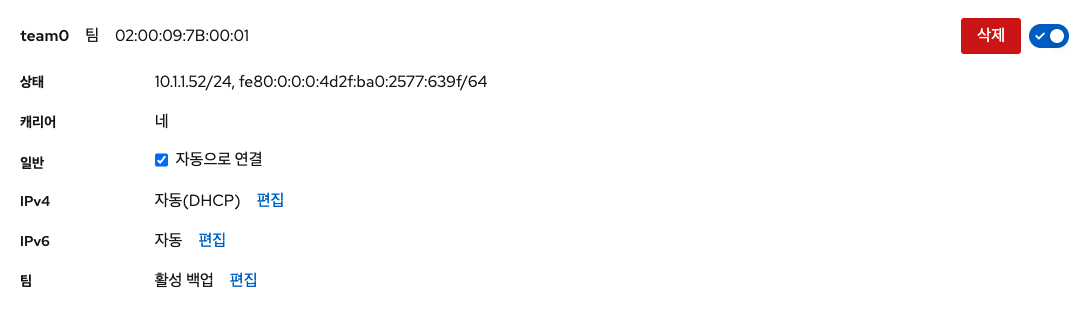 team0 팀 02:00:09:7B:00:01 삭제
상태 10.1.1.52/24, fe80:0:0:0:4d2f:ba0:2577:639f/64
캐리어 네
일반 자동으로 연결
IPv4 자동(DHCP) 편집
IPv6 자동 편집
팀 활성 백업 편집